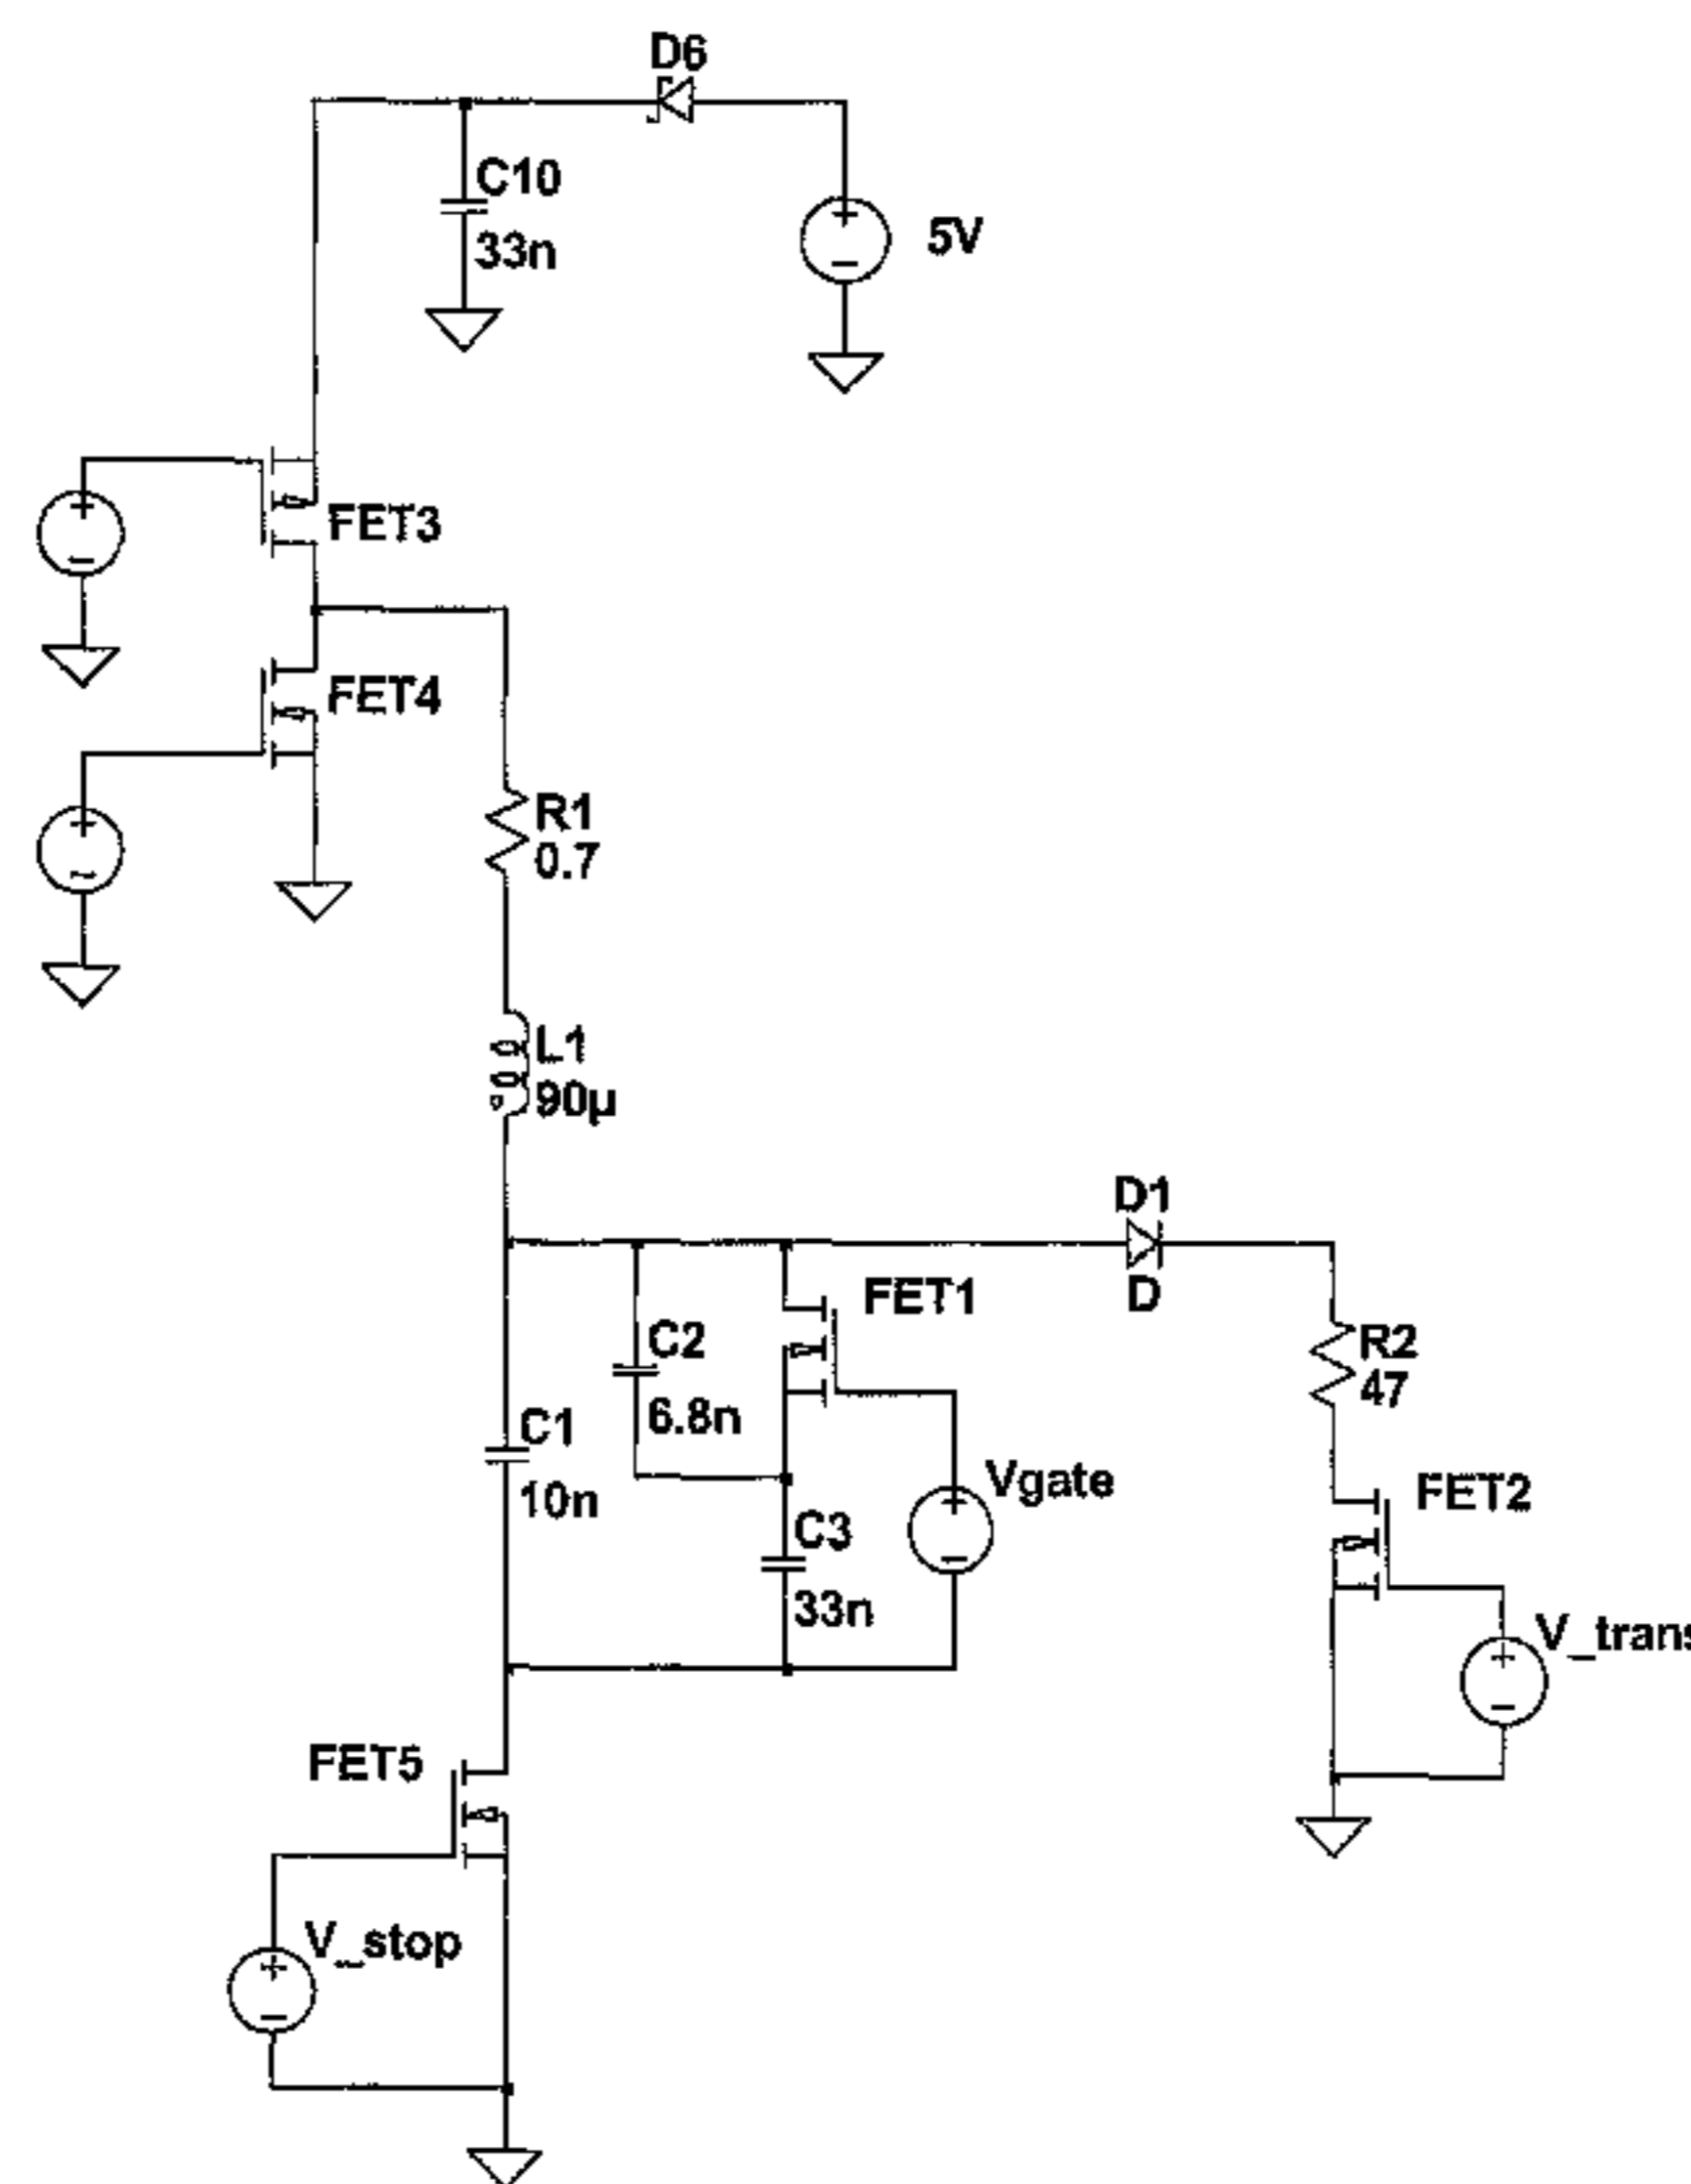 D6
C10
33n
5V
FET3
FET4
R1
0.7
L1
90µ
D1
D
FET1
C2
6.8n
R2
47
C1
10n
Vgate
FET2
C3
33n
V_trans
FET5
V_stop